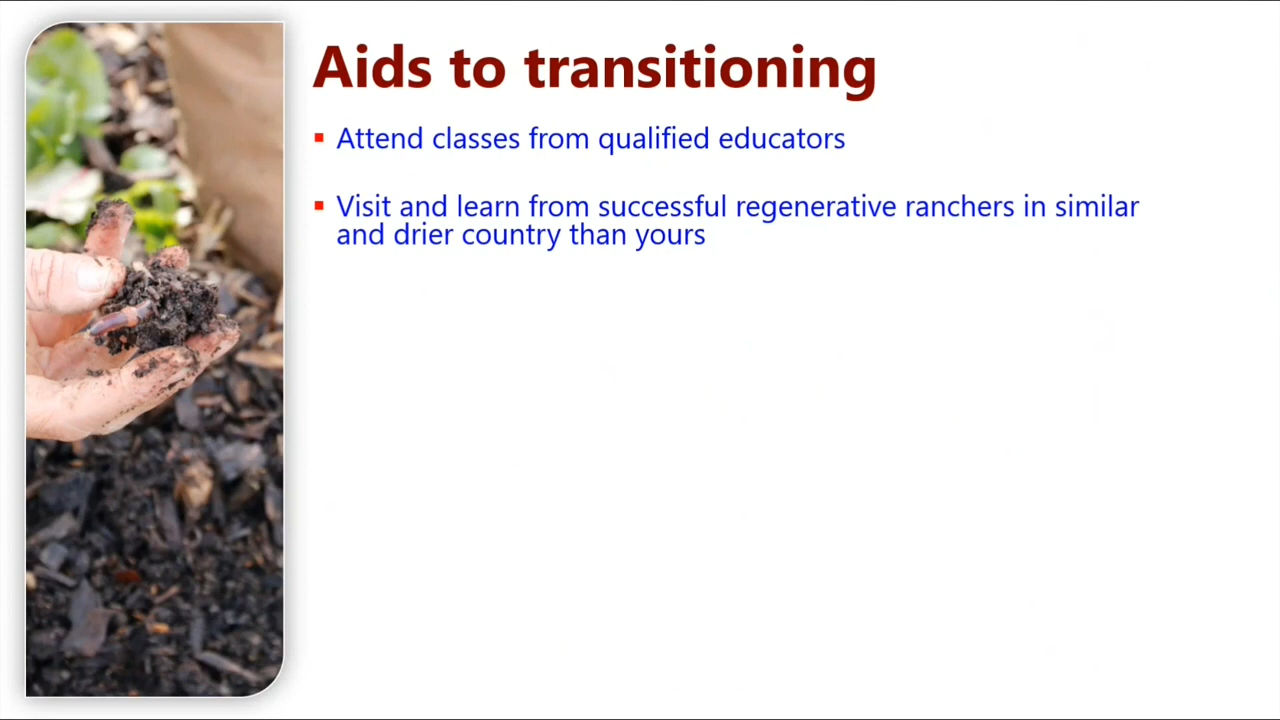 Aids to transitioning
▪ Attend classes from qualified educators
▪ Visit and learn from successful regenerative ranchers in similar
and drier country than yours